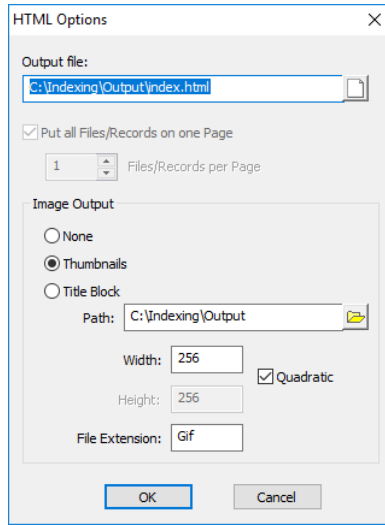 HTML Options
Output file:
C:\Indexing\Output\index.html
Put all Files/Records on one Page
1 Files/Records per Page
Image Output
None
Thumbnails
Title Block
Path: C:\Indexing\Output
Width: 256
Quadratic
Height: 256
File Extension: Gif
OK Cancel